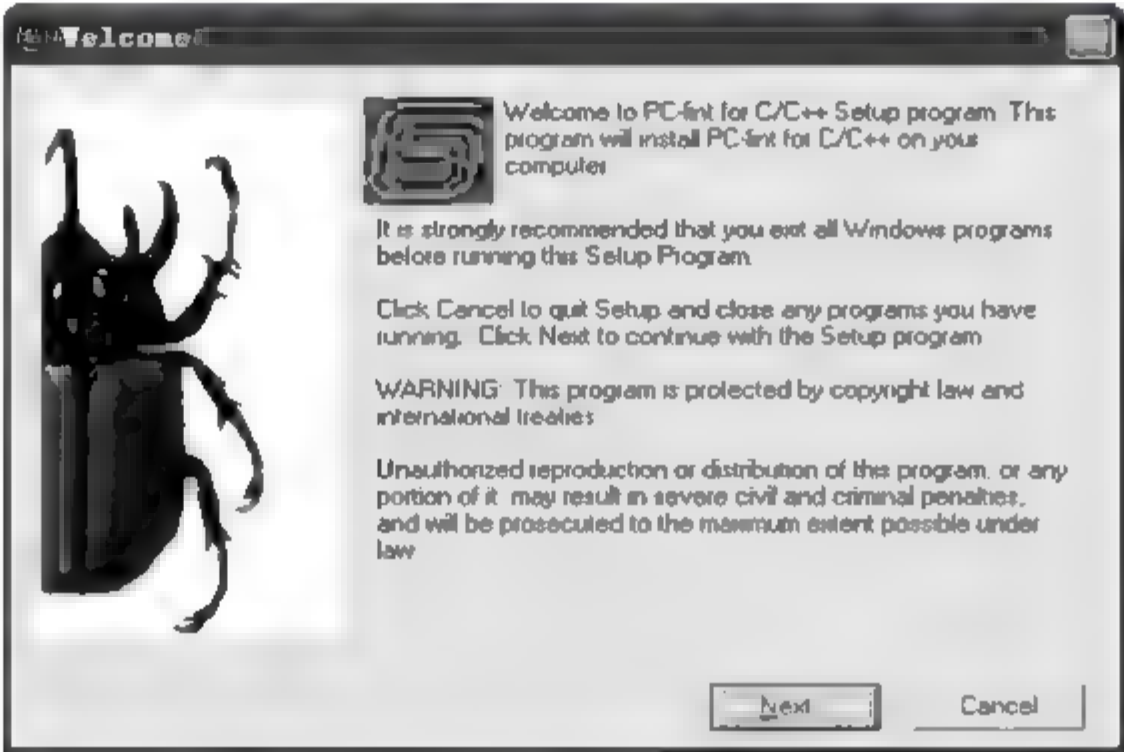 Welcome
Welcome to PC-lint for C/C++ Setup program. This
program will install PC-lint for C/C++ on your
computer.
It is strongly recommended that you exit all Windows programs
before running this Setup Program.
Click Cancel to quit Setup and close any programs you have
running. Click Next to continue with the Setup program.
WARNING: This program is protected by copyright law and
international treaties.
Unauthorized reproduction or distribution of this program, or any
portion of it, may result in severe civil and criminal penalties,
and will be prosecuted to the maximum extent possible under
law.
Next
Cancel